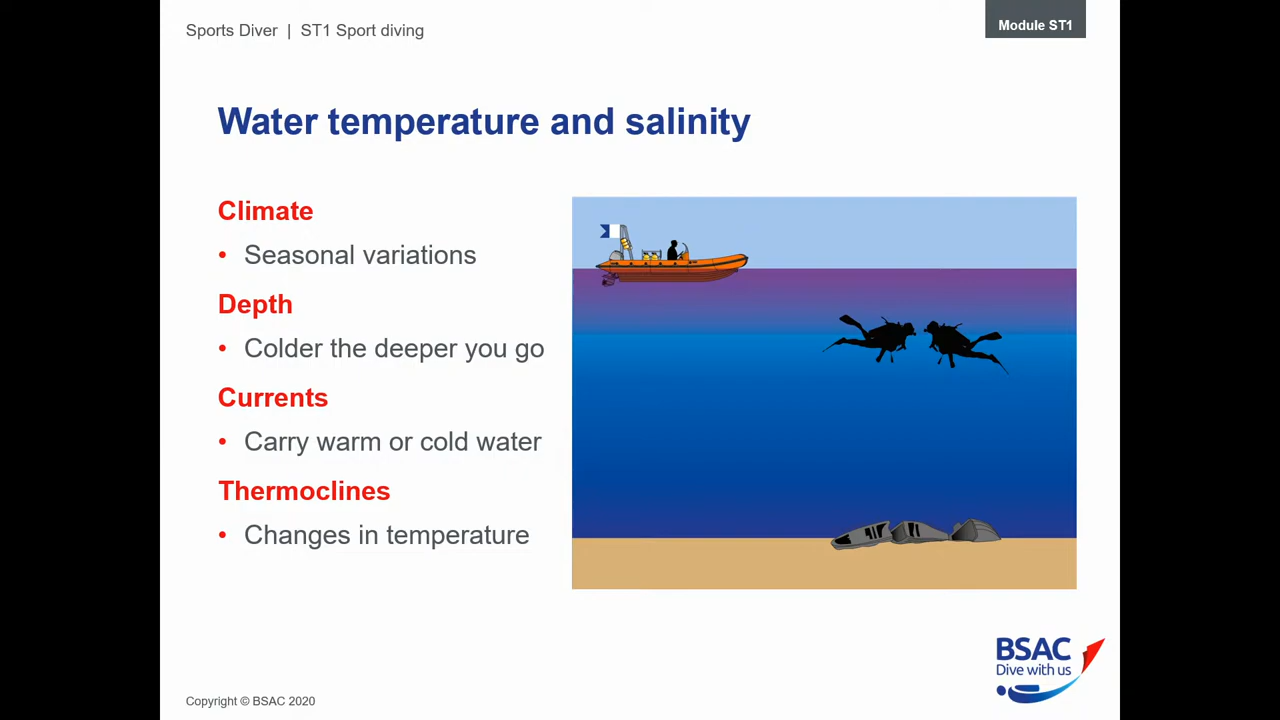 Sports Diver | ST1 Sport diving
Module ST1
Water temperature and salinity
Climate
• Seasonal variations
Depth
• Colder the deeper you go
Currents
• Carry warm or cold water
Thermoclines
• Changes in temperature
BSAC
Dive with us
Copyright © BSAC 2020